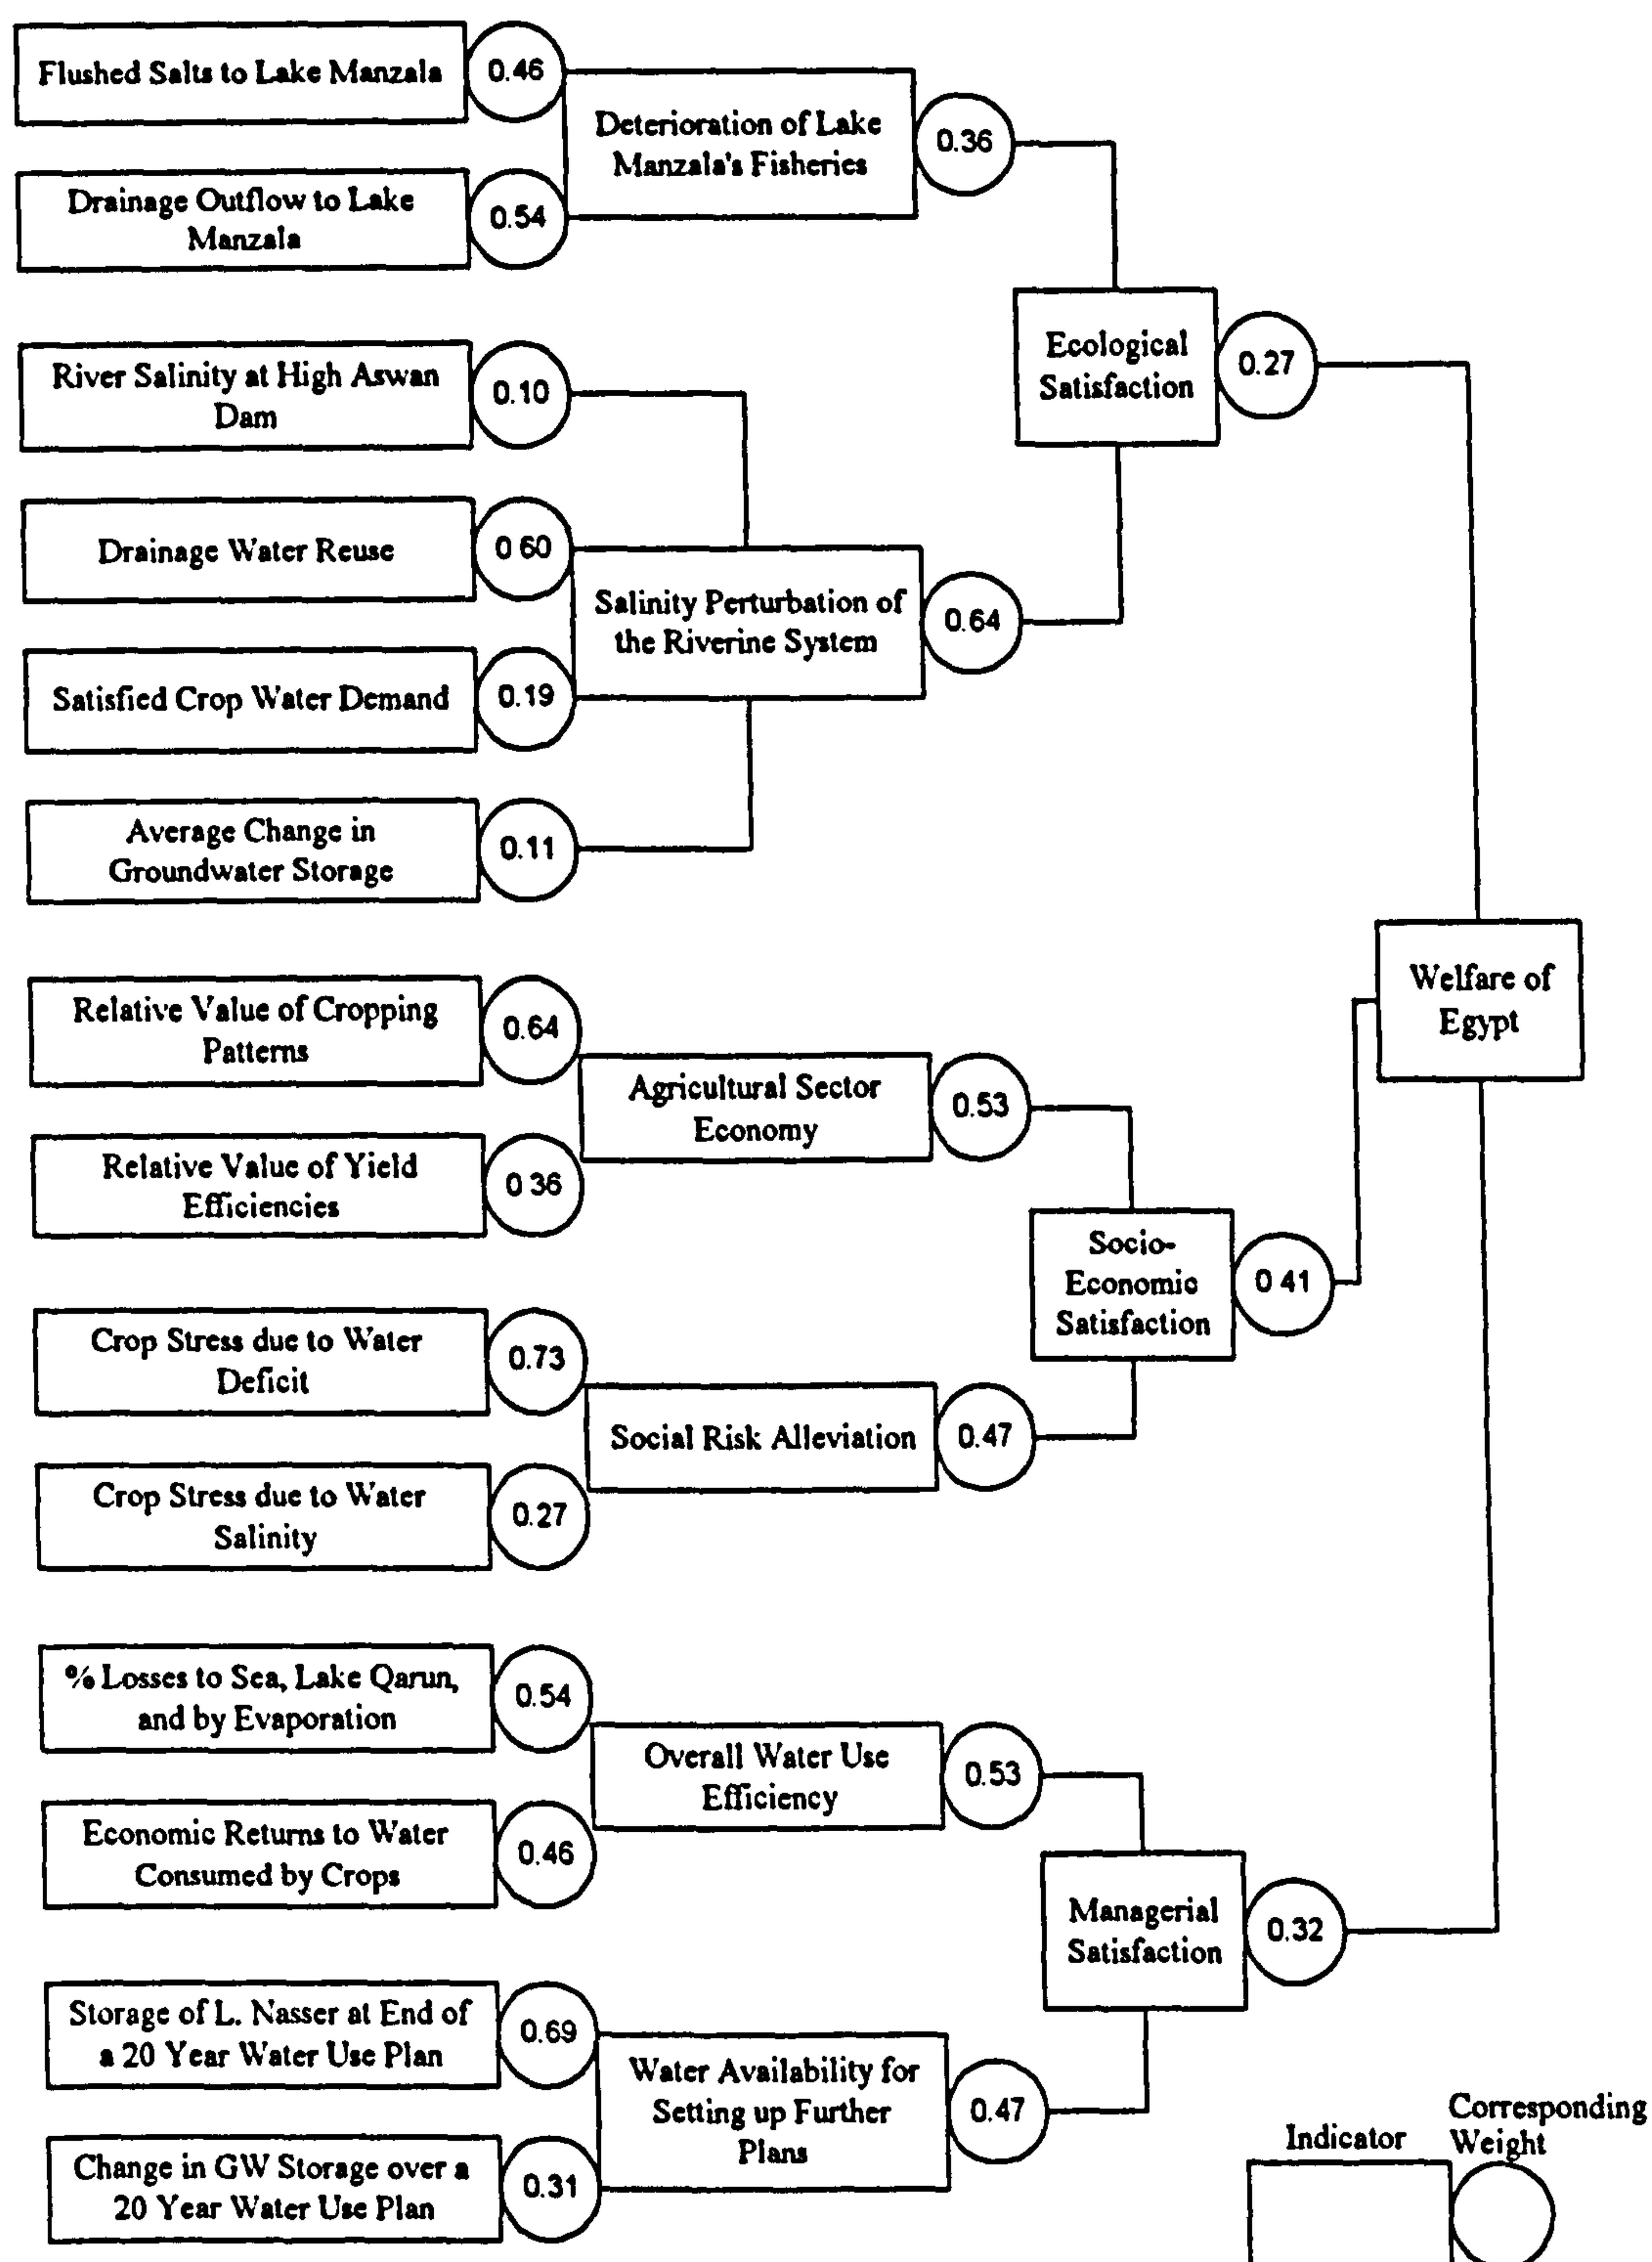 Flushed Salts to Lake Manzala
0.46
Deterioration of Lake
Manzala's Fisheries
0.36
Drainage Outflow to Lake
Manzala
0.54
Ecological
Satisfaction
0.27
River Salinity at High Aswan
Dam
0.10
Drainage Water Reuse
0 60
Salinity Perturbation of
the Riverine System
0.64
Satisfied Crop Water Demand
0.19
Average Change in
Groundwater Storage
0.11
Welfare of
Egypt
Relative Value of Cropping
Patterns
0.64
Agricultural Sector
Economy
0.53
Relative Value of Yield
Efficiencies
0 36
Socio-
Economic
Satisfaction
0 41
Crop Stress due to Water
Deficit
0.73
Social Risk Alleviation
0.47
Crop Stress due to Water
Salinity
0.27
% Losses to Sea, Lake Qarun,
and by Evaporation
0.54
Overall Water Use
Efficiency
0.53
Economic Returns to Water
Consumed by Crops
0.46
Managerial
Satisfaction
0.32
Storage of L. Nasser at End of
a 20 Year Water Use Plan
0.69
Water Availability for
Setting up Further
Plans
0.47
Change in GW Storage over a
20 Year Water Use Plan
0.31
Indicator
Corresponding
Weight